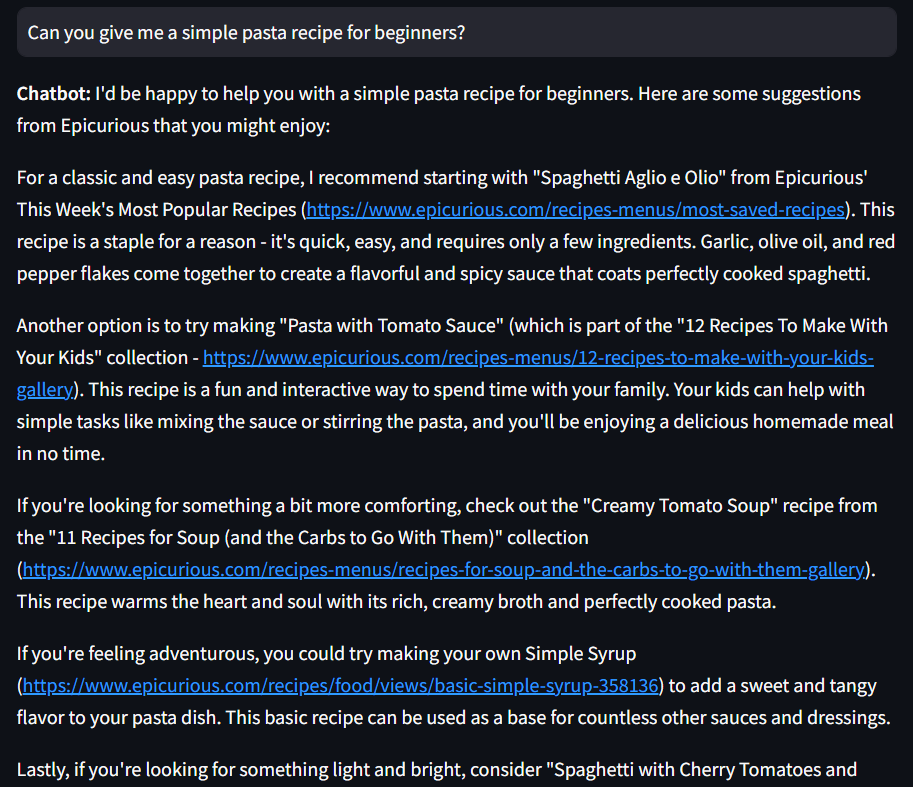 Can you give me a simple pasta recipe for beginners?
Chatbot: I'd be happy to help you with a simple pasta recipe for beginners. Here are some suggestions
from Epicurious that you might enjoy:
For a classic and easy pasta recipe, I recommend starting with "Spaghetti Aglio e Olio" from Epicurious'
This Week's Most Popular Recipes (https://www.epicurious.com/recipes-menus/most-saved-recipes). This
recipe is a staple for a reason - it's quick, easy, and requires only a few ingredients. Garlic, olive oil, and red
pepper flakes come together to create a flavorful and spicy sauce that coats perfectly cooked spaghetti.
Another option is to try making "Pasta with Tomato Sauce" (which is part of the "12 Recipes To Make With
Your Kids" collection - https://www.epicurious.com/recipes-menus/12-recipes-to-make-with-your-kids-
gallery). This recipe is a fun and interactive way to spend time with your family. Your kids can help with
simple tasks like mixing the sauce or stirring the pasta, and you'll be enjoying a delicious homemade meal
in no time.
If you're looking for something a bit more comforting, check out the "Creamy Tomato Soup" recipe from
the "11 Recipes for Soup (and the Carbs to Go With Them)" collection
(https://www.epicurious.com/recipes-menus/recipes-for-soup-and-the-carbs-to-go-with-them-gallery).
This recipe warms the heart and soul with its rich, creamy broth and perfectly cooked pasta.
If you're feeling adventurous, you could try making your own Simple Syrup
(https://www.epicurious.com/recipes/food/views/basic-simple-syrup-358136) to add a sweet and tangy
flavor to your pasta dish. This basic recipe can be used as a base for countless other sauces and dressings.
Lastly, if you're looking for something light and bright, consider "Spaghetti with Cherry Tomatoes and